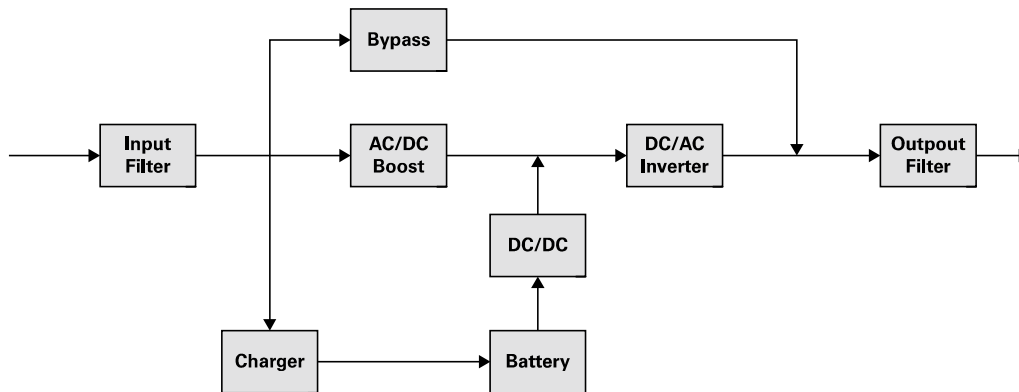 Bypass
Input
Filter
AC/DC
Boost
DC/AC
Inverter
Outpout
Filter
DC/DC
Charger
Battery